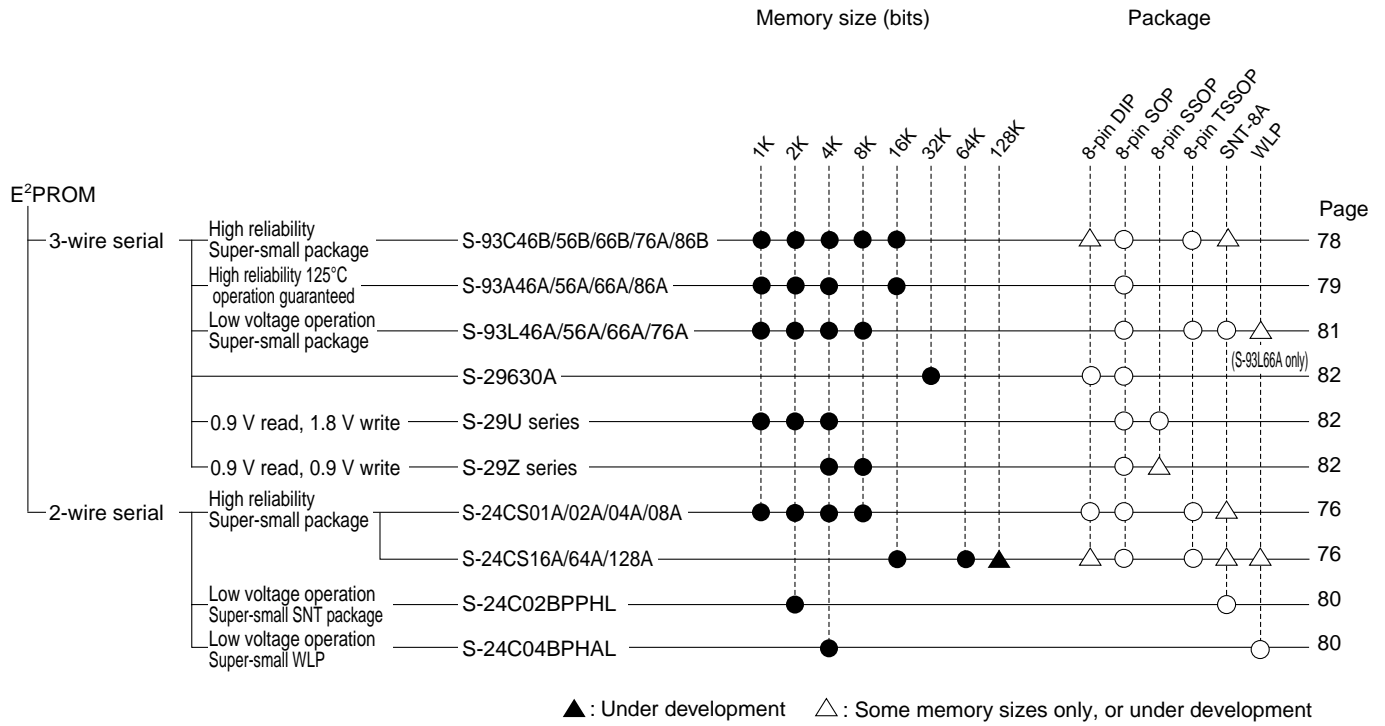 Memory size (bits) Package
1K 2K 4K 8K 16K 32K 64K 128K 8-pin DIP 8-pin SOP 8-pin SSOP 8-pin TSSOP SNT-8A WLP
E²PROM
Page
3-wire serial
High reliability
Super-small package
S-93C46B/56B/66B/76A/86B 78
High reliability 125°C
operation guaranteed
S-93A46A/56A/66A/86A 79
Low voltage operation
Super-small package
S-93L46A/56A/66A/76A 81
(S-93L66A only)
S-29630A 82
0.9 V read, 1.8 V write S-29U series 82
0.9 V read, 0.9 V write S-29Z series 82
2-wire serial
High reliability
Super-small package
S-24CS01A/02A/04A/08A 76
S-24CS16A/64A/128A 76
Low voltage operation
Super-small SNT package
S-24C02BPPHL 80
Low voltage operation
Super-small WLP
S-24C04BPHAL 80
▲ : Under development △ : Some memory sizes only, or under development